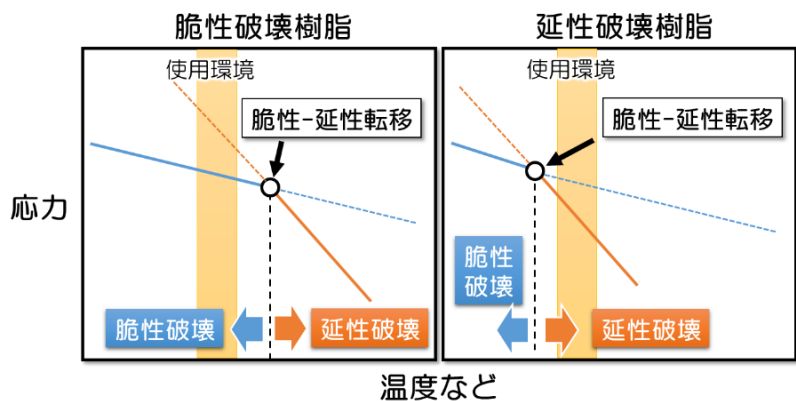 脆性破壊樹脂
使用環境
脆性-延性転移
脆性破壊
延性破壊
延性破壊樹脂
使用環境
脆性-延性転移
脆性
破壊
延性破壊
応力
温度など